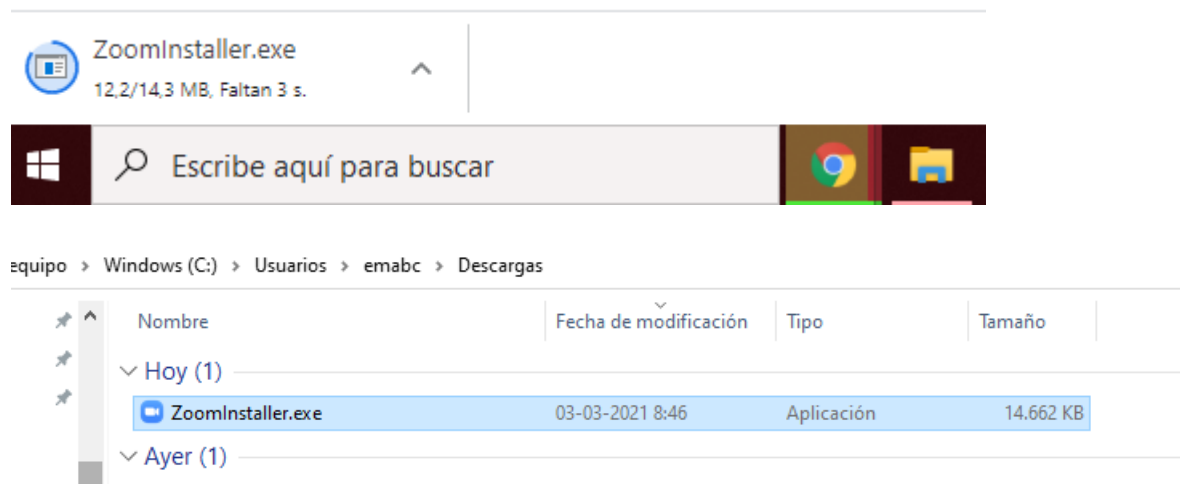 ZoomInstaller.exe
12,2/14,3 MB, Faltan 3 s.
Escribe aquí para buscar
equipo > Windows (C:) > Usuarios > emabc > Descargas
Nombre Fecha de modificación Tipo Tamaño
Hoy (1)
ZoomInstaller.exe 03-03-2021 8:46 Aplicación 14.662 KB
Ayer (1)